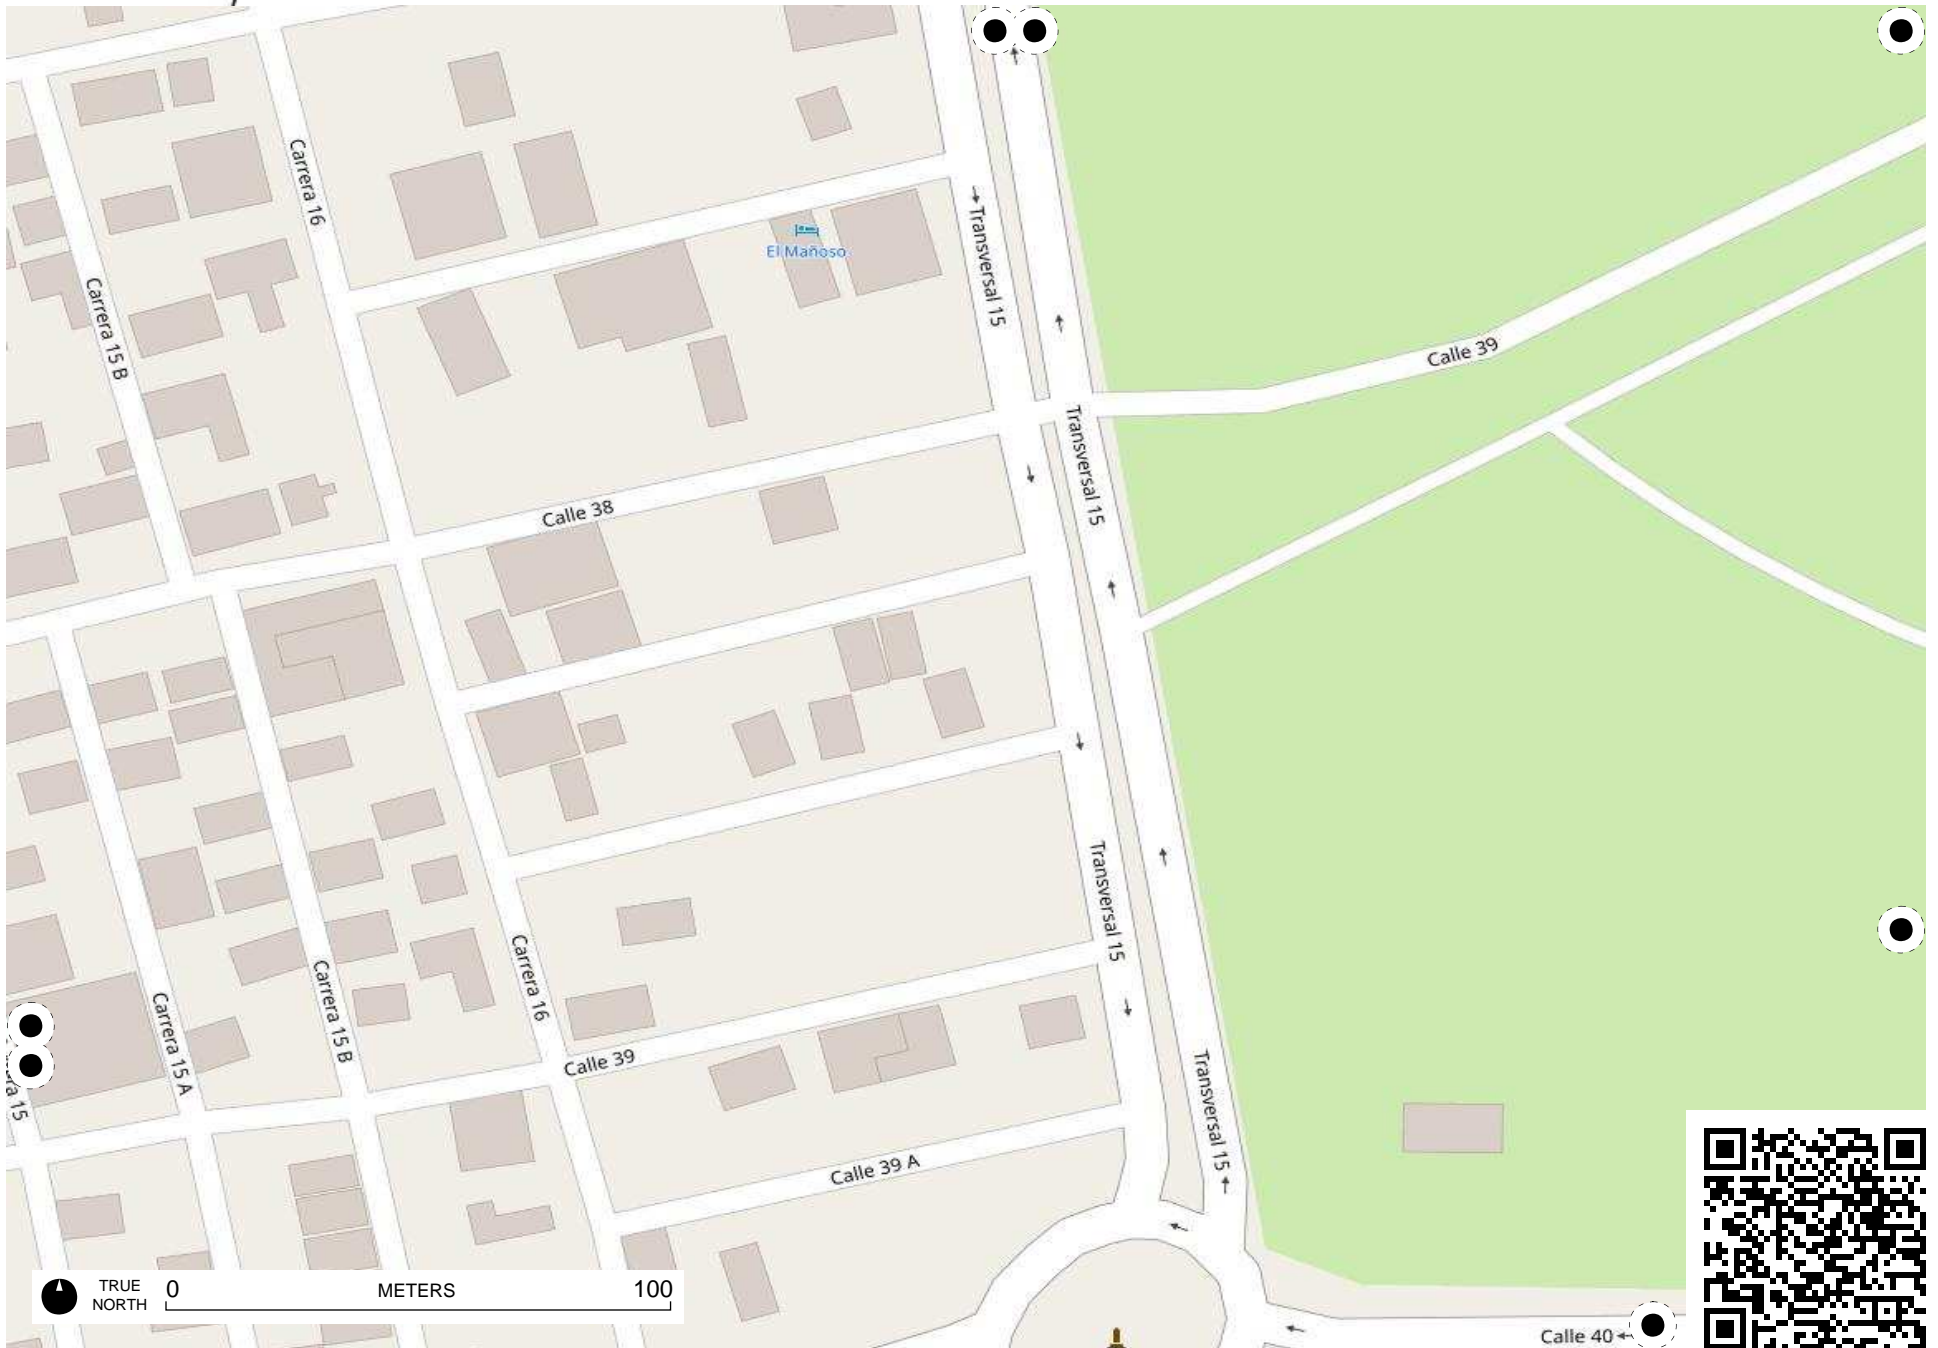 Carrera 16
Transversal 15
El Mañoso
Carrera 15 B
Calle 39
Transversal 15
Calle 38
Transversal 15
Carrera 16
Carrera 15 B
Carrera 15 A
Calle 39
Transversal 15
Calle 39 A
TRUE
NORTH
0 METERS 100
Calle 40